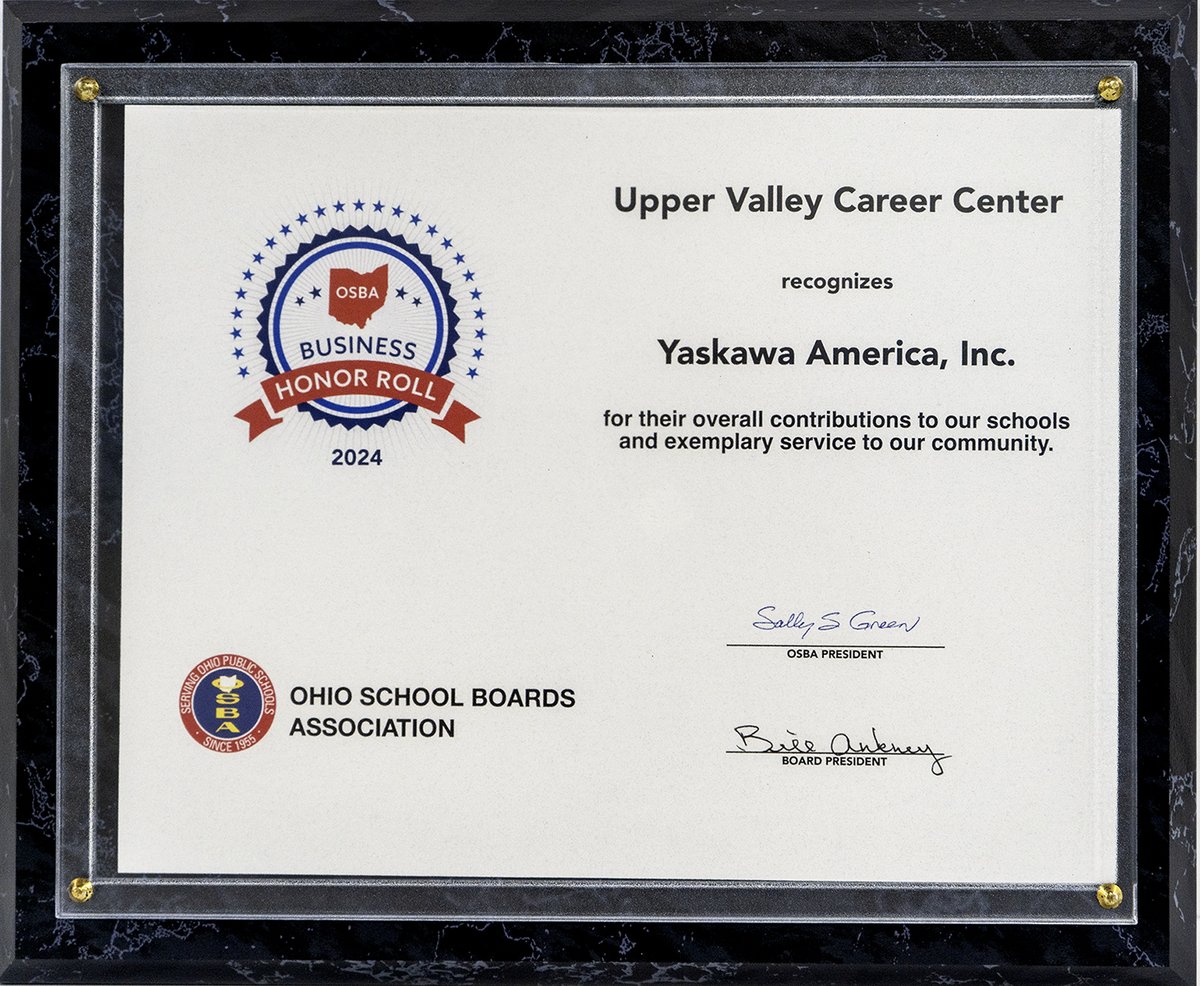 Upper Valley Career Center
recognizes
Yaskawa America, Inc.
for their overall contributions to our schools
and exemplary service to our community.
OSBA
BUSINESS
HONOR ROLL
2024
Sally S Green
OSBA PRESIDENT
Bill Ankney
BOARD PRESIDENT
SERVING OHIO PUBLIC SCHOOLS
OSBA
SINCE 1955
OHIO SCHOOL BOARDS
ASSOCIATION